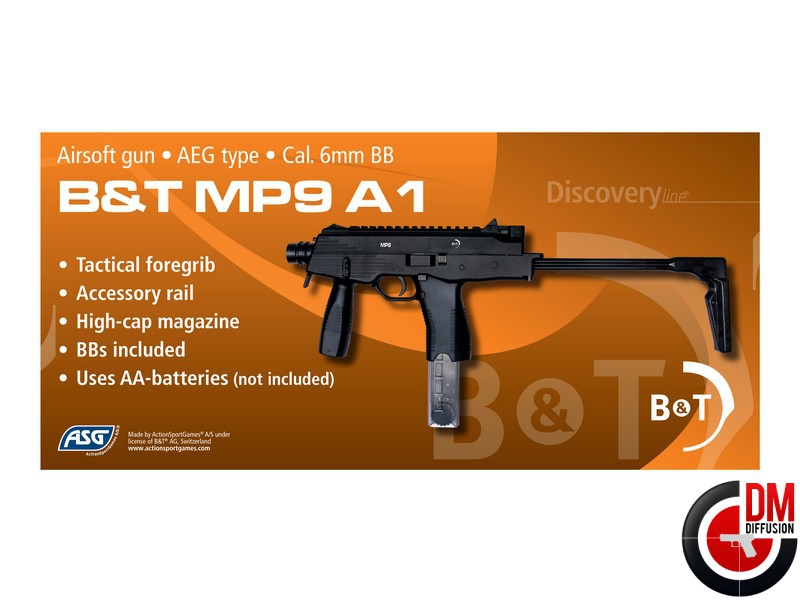 Airsoft gun • AEG type • Cal. 6mm BB
B&T MP9 A1
Discovery line®
• Tactical foregrib
• Accessory rail
• High-cap magazine
• BBs included
• Uses AA-batteries (not included)
MP9
B&T
B&T
ASG
ActionSportGames A/S
Made by ActionSportGames® A/S under
license of B&T® AG, Switzerland
www.actionsportgames.com
DM
DIFFUSION